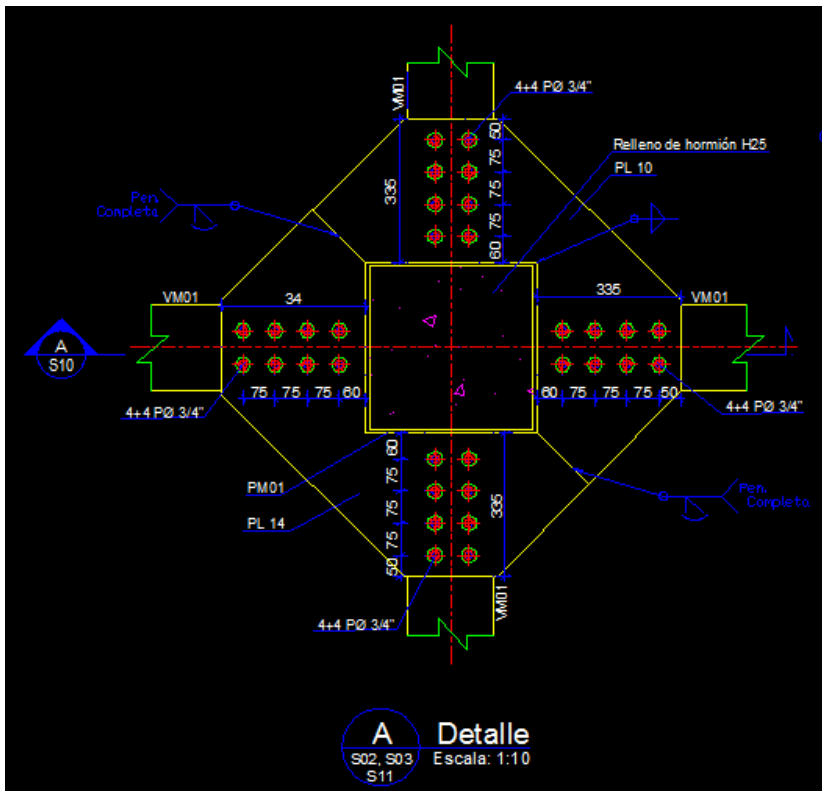 VM01
4+4 PØ 3/4"
50
75
75
75
60
335
Relleno de hormión H25
PL 10
Pen.
Completo
VM01
34
335
VM01
A
S10
75
75
75
60
60
75
75
75
50
4+4 PØ 3/4"
4+4 PØ 3/4"
60
75
75
75
50
335
PM01
PL 14
Pen.
Completo
VM01
4+4 PØ 3/4"
A
S02, S03
S11
Detalle
Escala: 1:10